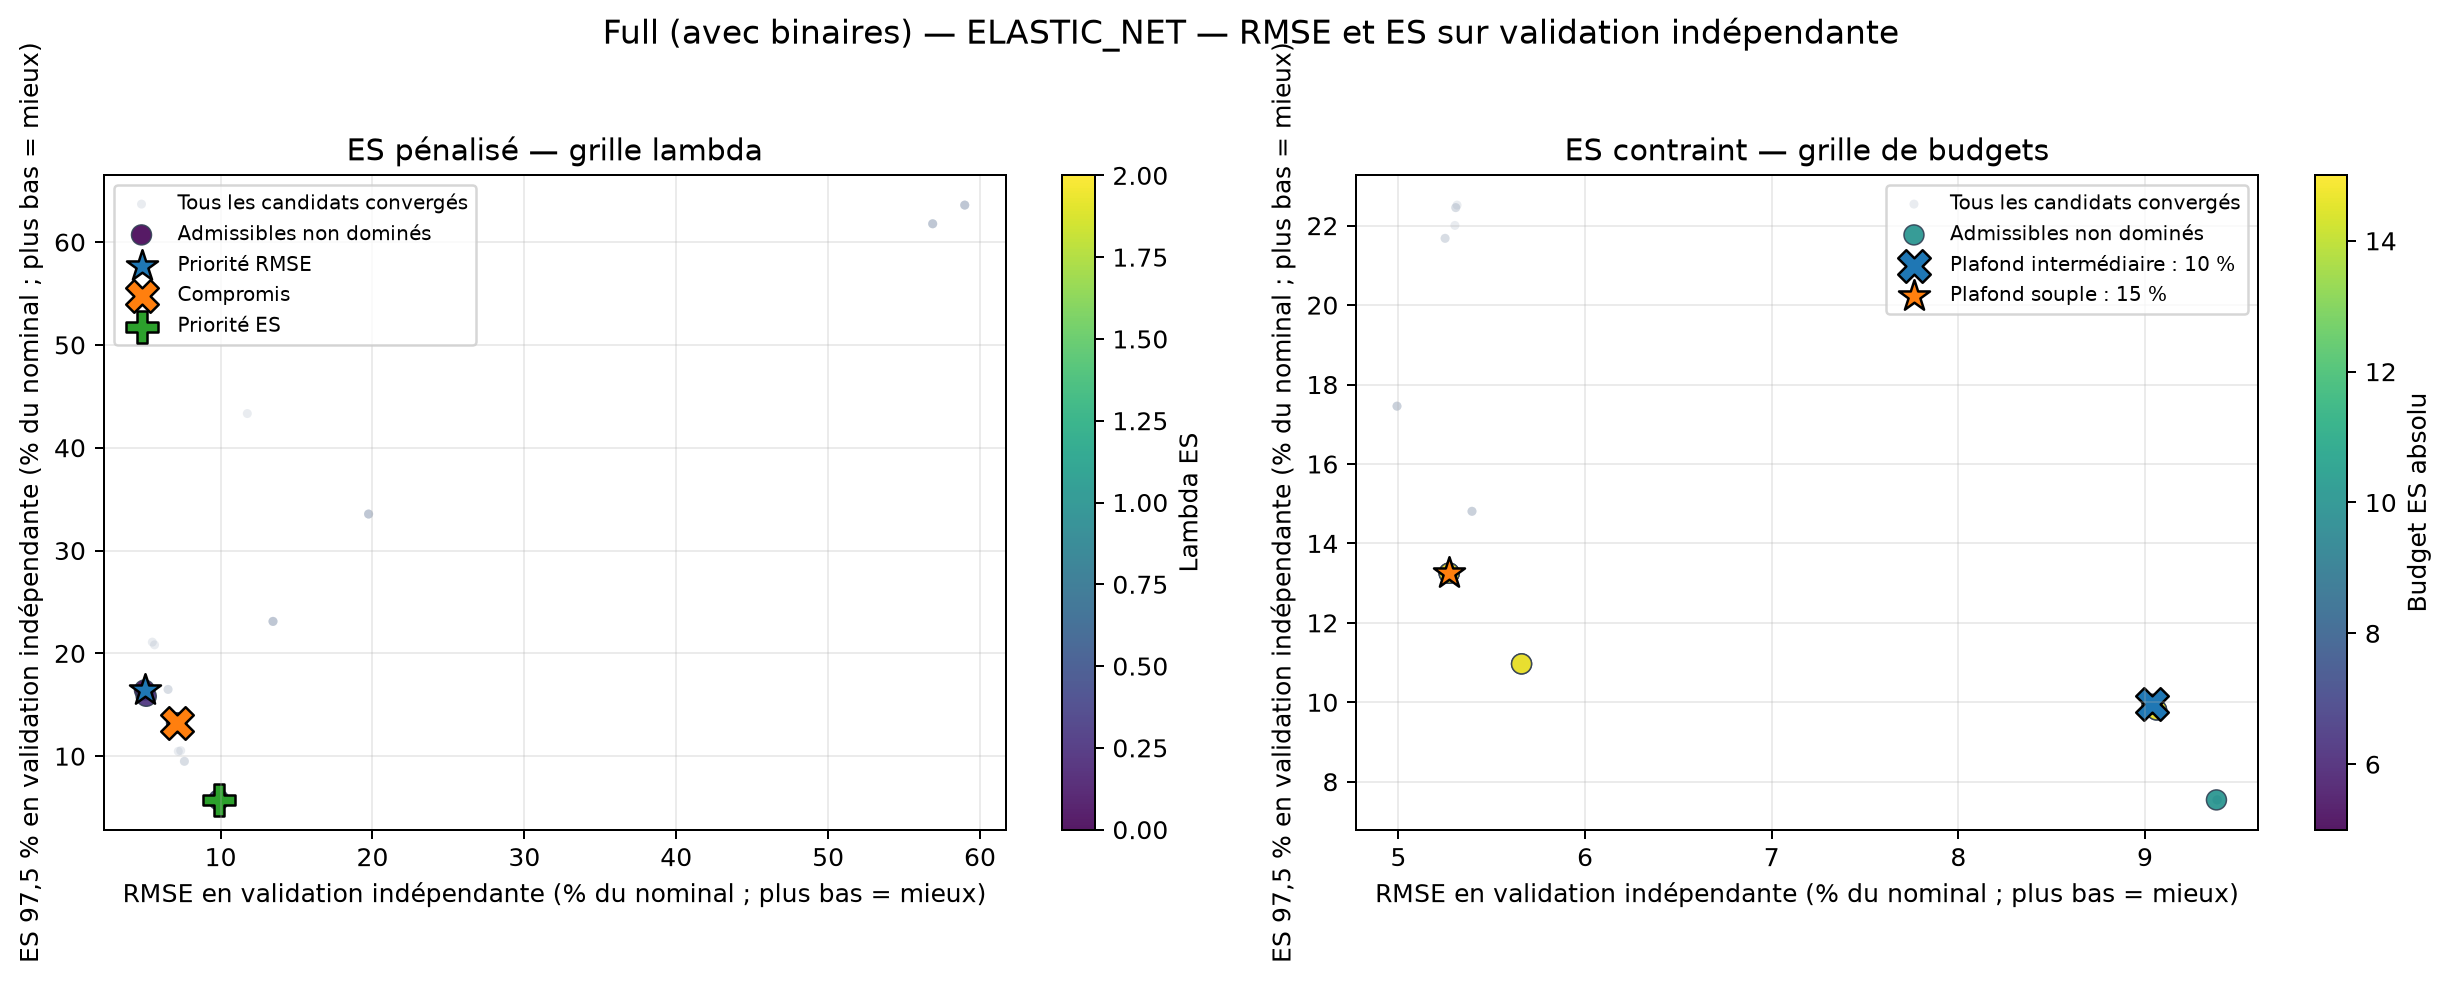 Full (avec binaires) — ELASTIC_NET — RMSE et ES sur validation indépendante
ES pénalisé — grille lambda
ES 97,5 % en validation indépendante (% du nominal ; plus bas = mieux)
60
50
40
30
20
10
Tous les candidats convergés
Admissibles non dominés
Priorité RMSE
Compromis
Priorité ES
10
20
30
40
50
60
RMSE en validation indépendante (% du nominal ; plus bas = mieux)
2.00
1.75
1.50
1.25
1.00
0.75
0.50
0.25
0.00
Lambda ES
ES contraint — grille de budgets
ES 97,5 % en validation indépendante (% du nominal ; plus bas = mieux)
22
20
18
16
14
12
10
8
Tous les candidats convergés
Admissibles non dominés
Plafond intermédiaire : 10 %
Plafond souple : 15 %
5
6
7
8
9
RMSE en validation indépendante (% du nominal ; plus bas = mieux)
14
12
10
8
6
Budget ES absolu